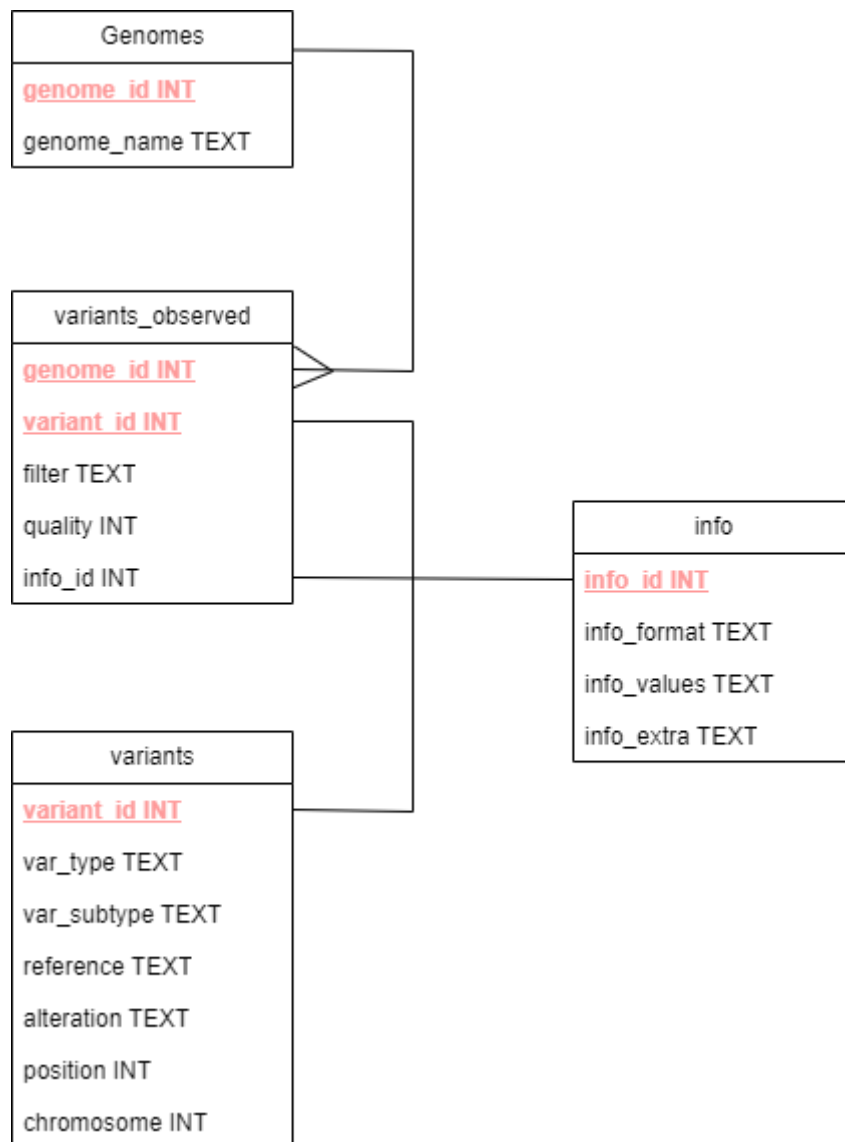 Genomes
genome_id INT
genome_name TEXT
variants_observed
genome_id INT
variant_id INT
filter TEXT
quality INT
info_id INT
info
info_id INT
info_format TEXT
info_values TEXT
info_extra TEXT
variants
variant_id INT
var_type TEXT
var_subtype TEXT
reference TEXT
alteration TEXT
position INT
chromosome INT